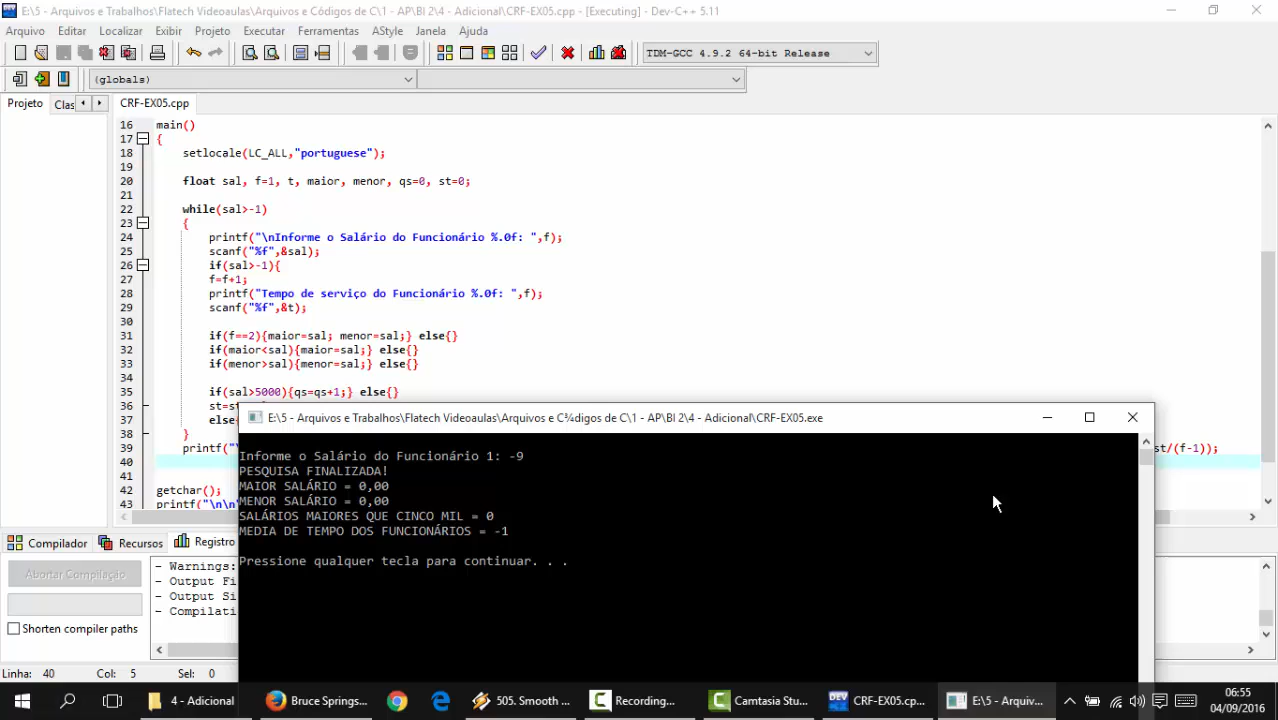 E:\5 - Arquivos e Trabalhos\Flatech Videoaulas\Arquivos e Códigos de C\1 - AP\BI 2\4 - Adicional\CRF-EX05.cpp - [Executing] - Dev-C++ 5.11
Arquivo Editar Localizar Exibir Projeto Executar Ferramentas AStyle Janela Ajuda
TDM-GCC 4.9.2 64-bit Release
(globals)
Projeto Clas CRF-EX05.cpp
16 main()
17 {
18 setlocale(LC_ALL,"portuguese");
19
20 float sal, f=1, t, maior, menor, qs=0, st=0;
21
22 while(sal>-1)
23 {
24 printf("\nInforme o Salário do Funcionário %.0f: ",f);
25 scanf("%f",&sal);
26 if(sal>-1){
27 f=f+1;
28 printf("Tempo de serviço do Funcionário %.0f: ",f);
29 scanf("%f",&t);
30
31 if(f==2){maior=sal; menor=sal;} else{}
32 if(maior<sal){maior=sal;} else{}
33 if(menor>sal){menor=sal;} else{}
34
35 if(sal>5000){qs=qs+1;} else{}
36 st=s
37 else
38 }
39 printf(" st/(f-1));
40
42 getchar();
43 printf("\n\n
E:\5 - Arquivos e Trabalhos\Flatech Videoaulas\Arquivos e C¾digos de C\1 - AP\BI 2\4 - Adicional\CRF-EX05.exe
Informe o Salário do Funcionário 1: -9
PESQUISA FINALIZADA!
MAIOR SALÁRIO = 0,00
MENOR SALÁRIO = 0,00
SALÁRIOS MAIORES QUE CINCO MIL = 0
MEDIA DE TEMPO DOS FUNCIONÁRIOS = -1
Pressione qualquer tecla para continuar. . .
Compilador Recursos Registro
Abortar Compilação
Shorten compiler paths
- Warnings:
- Output Fi
- Output Si
- Compilati
Linha: 40 Col: 5 Sel: 0
4 - Adicional Bruce Springs... 505. Smooth ... Recording... Camtasia Stu... DEV CRF-EX05.cp... E:\5 - Arquiv...
06:55
04/09/2016